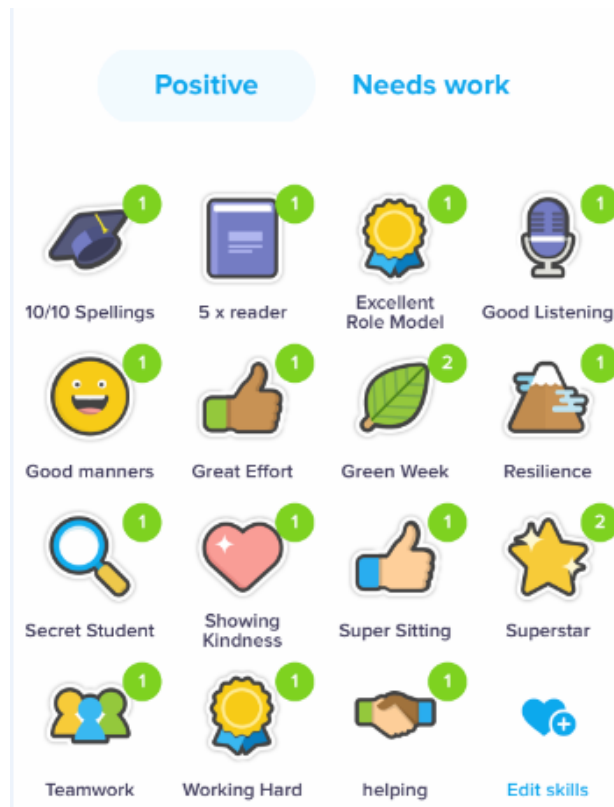 Positive Needs work
1 1 1 1
10/10 Spellings 5 x reader Excellent Role Model Good Listening
1 1 2 1
Good manners Great Effort Green Week Resilience
1 1 1 2
Secret Student Showing Kindness Super Sitting Superstar
1 1 1
Teamwork Working Hard helping Edit skills